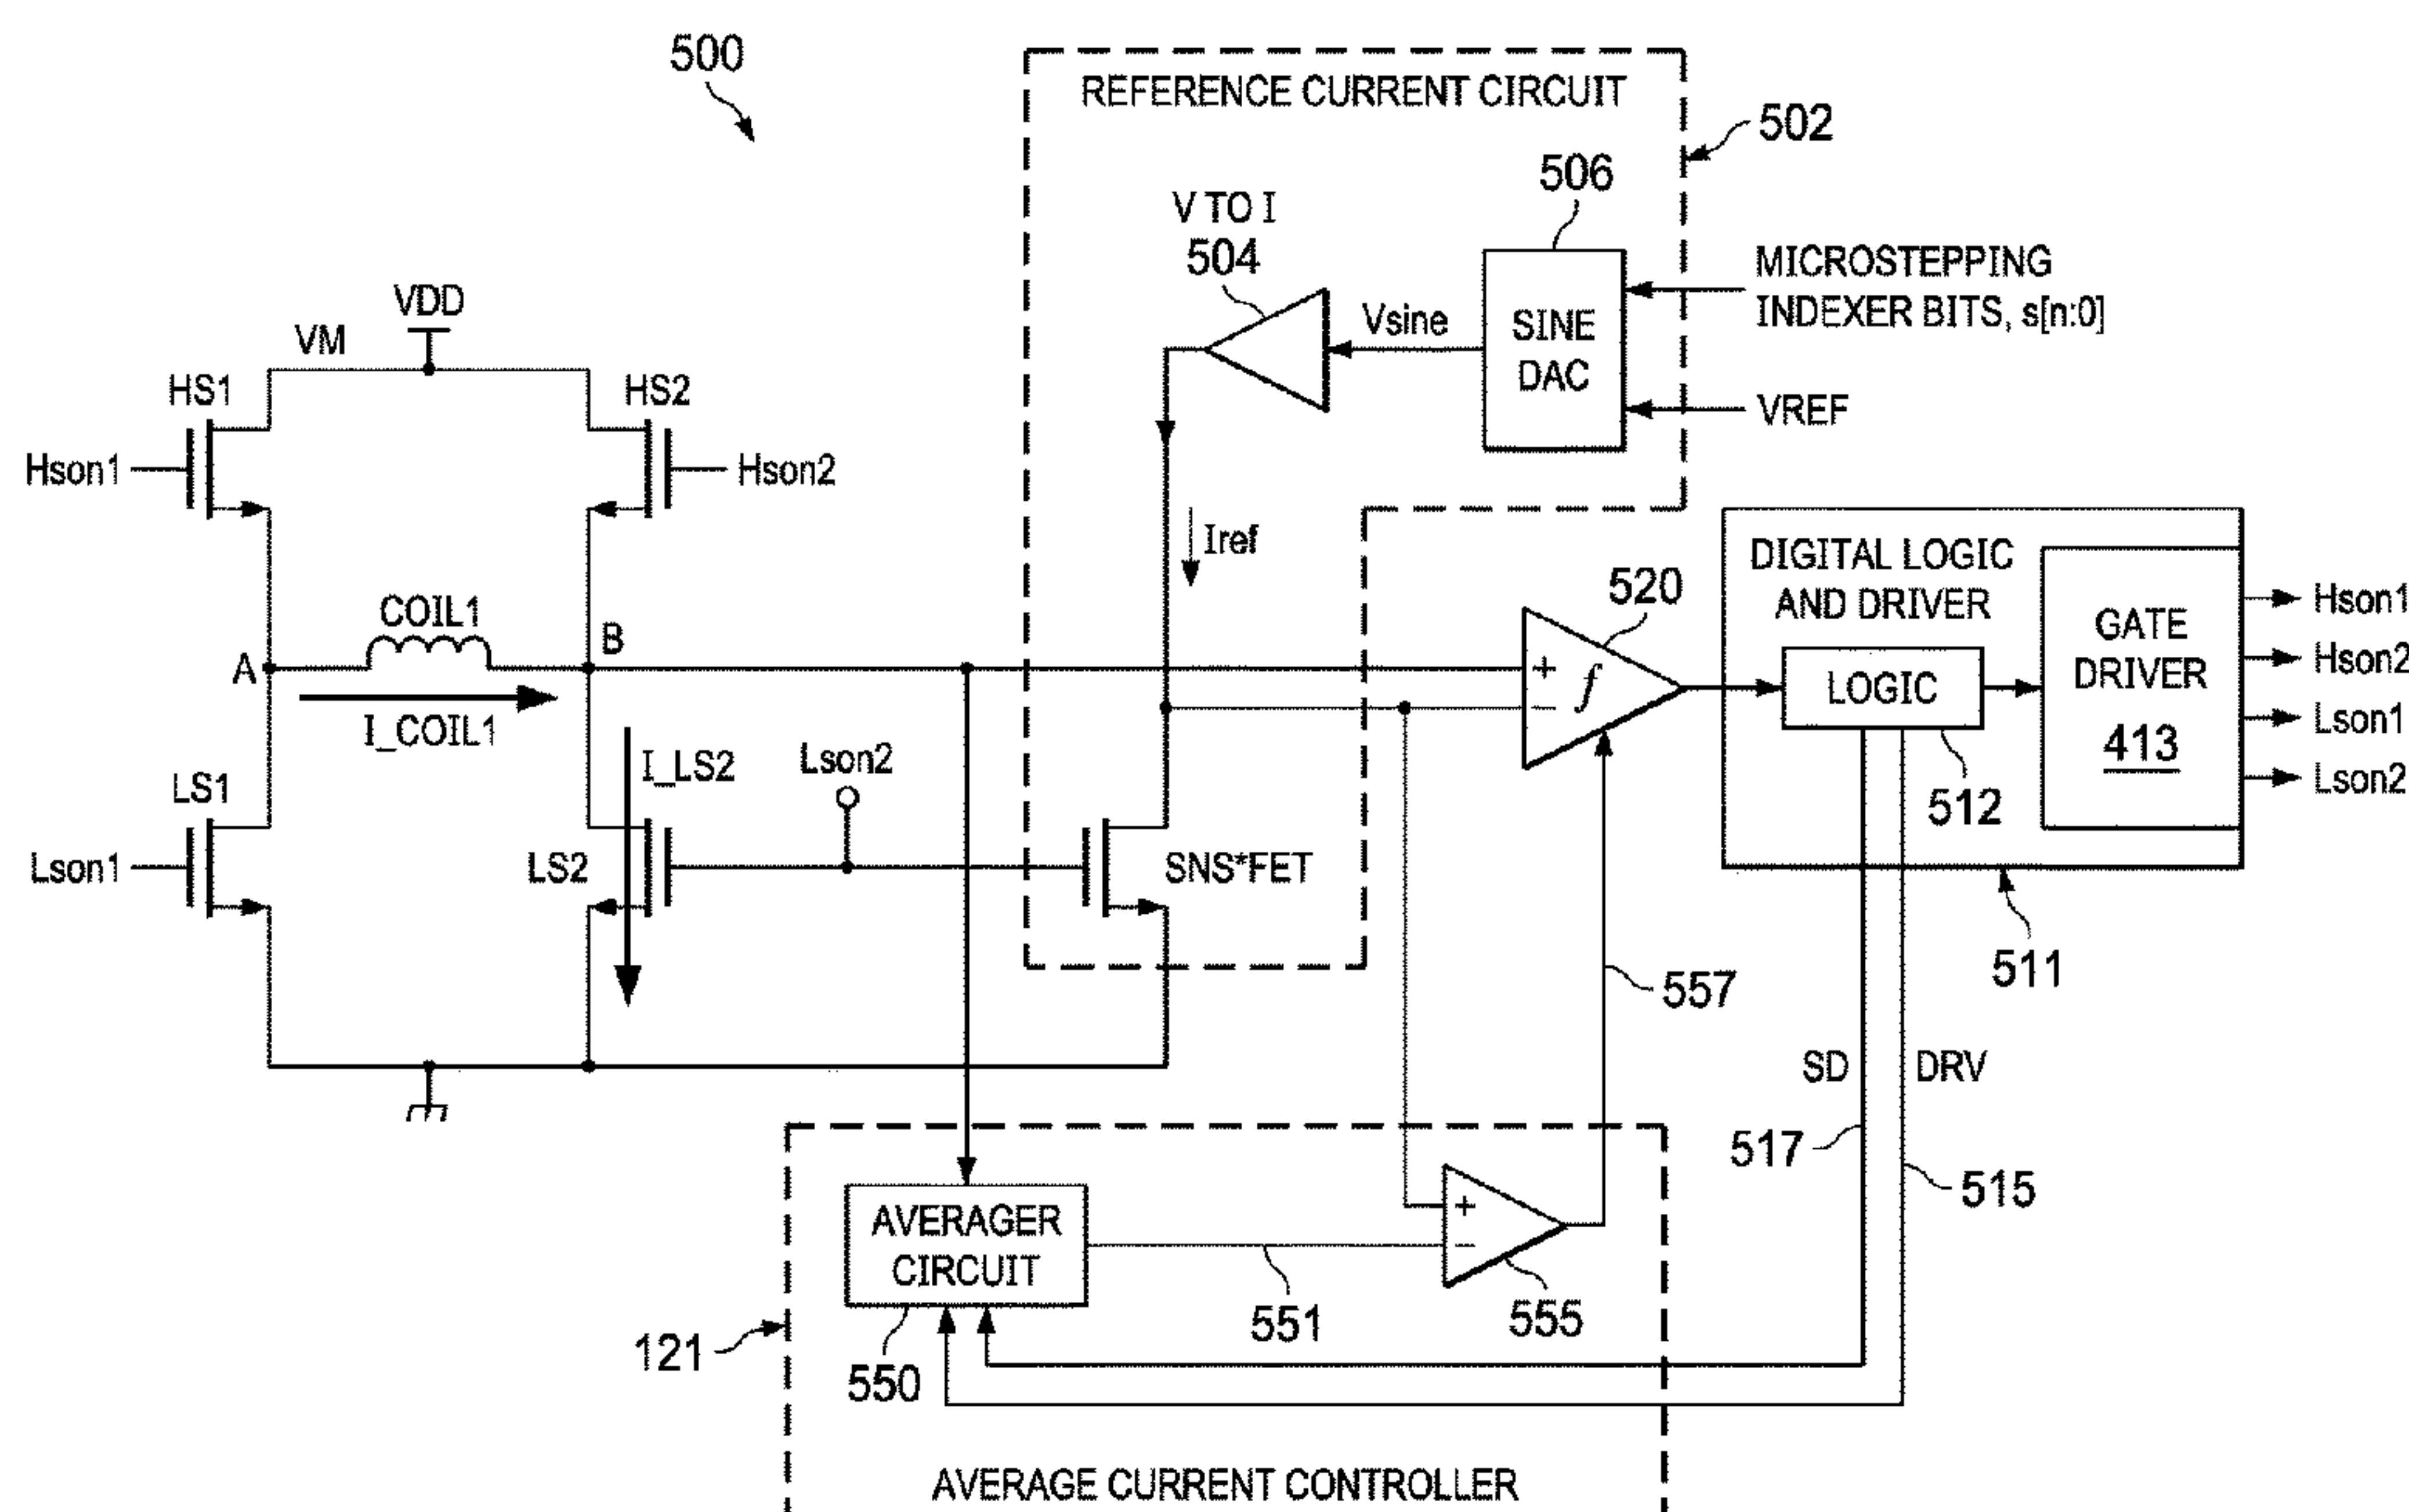 500
REFERENCE CURRENT CIRCUIT
502
506
V TO I
504
MICROSTEPPING
INDEXER BITS, s[n:0]
Vsine
SINE
DAC
VREF
VDD
VM
HS1
HS2
Hson1
Hson2
Iref
520
DIGITAL LOGIC
AND DRIVER
GATE
DRIVER
413
LOGIC
512
Hson1
Hson2
Lson1
Lson2
COIL1
A
B
+
−
f
I_COIL1
I_LS2
Lson2
LS1
LS2
Lson1
SNS*FET
511
557
SD
DRV
517
515
AVERAGER
CIRCUIT
+
−
551
555
121
550
AVERAGE CURRENT CONTROLLER